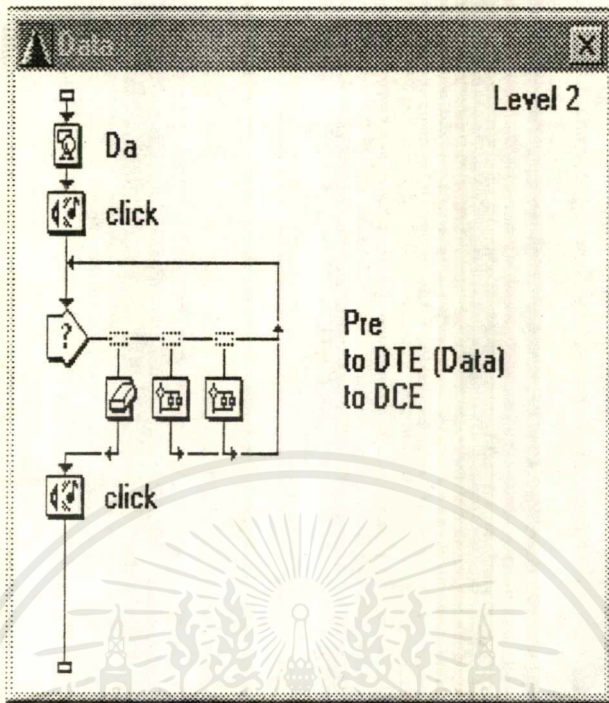 Data
Level 2
Da
click
?
Pre
to DTE (Data)
to DCE
click